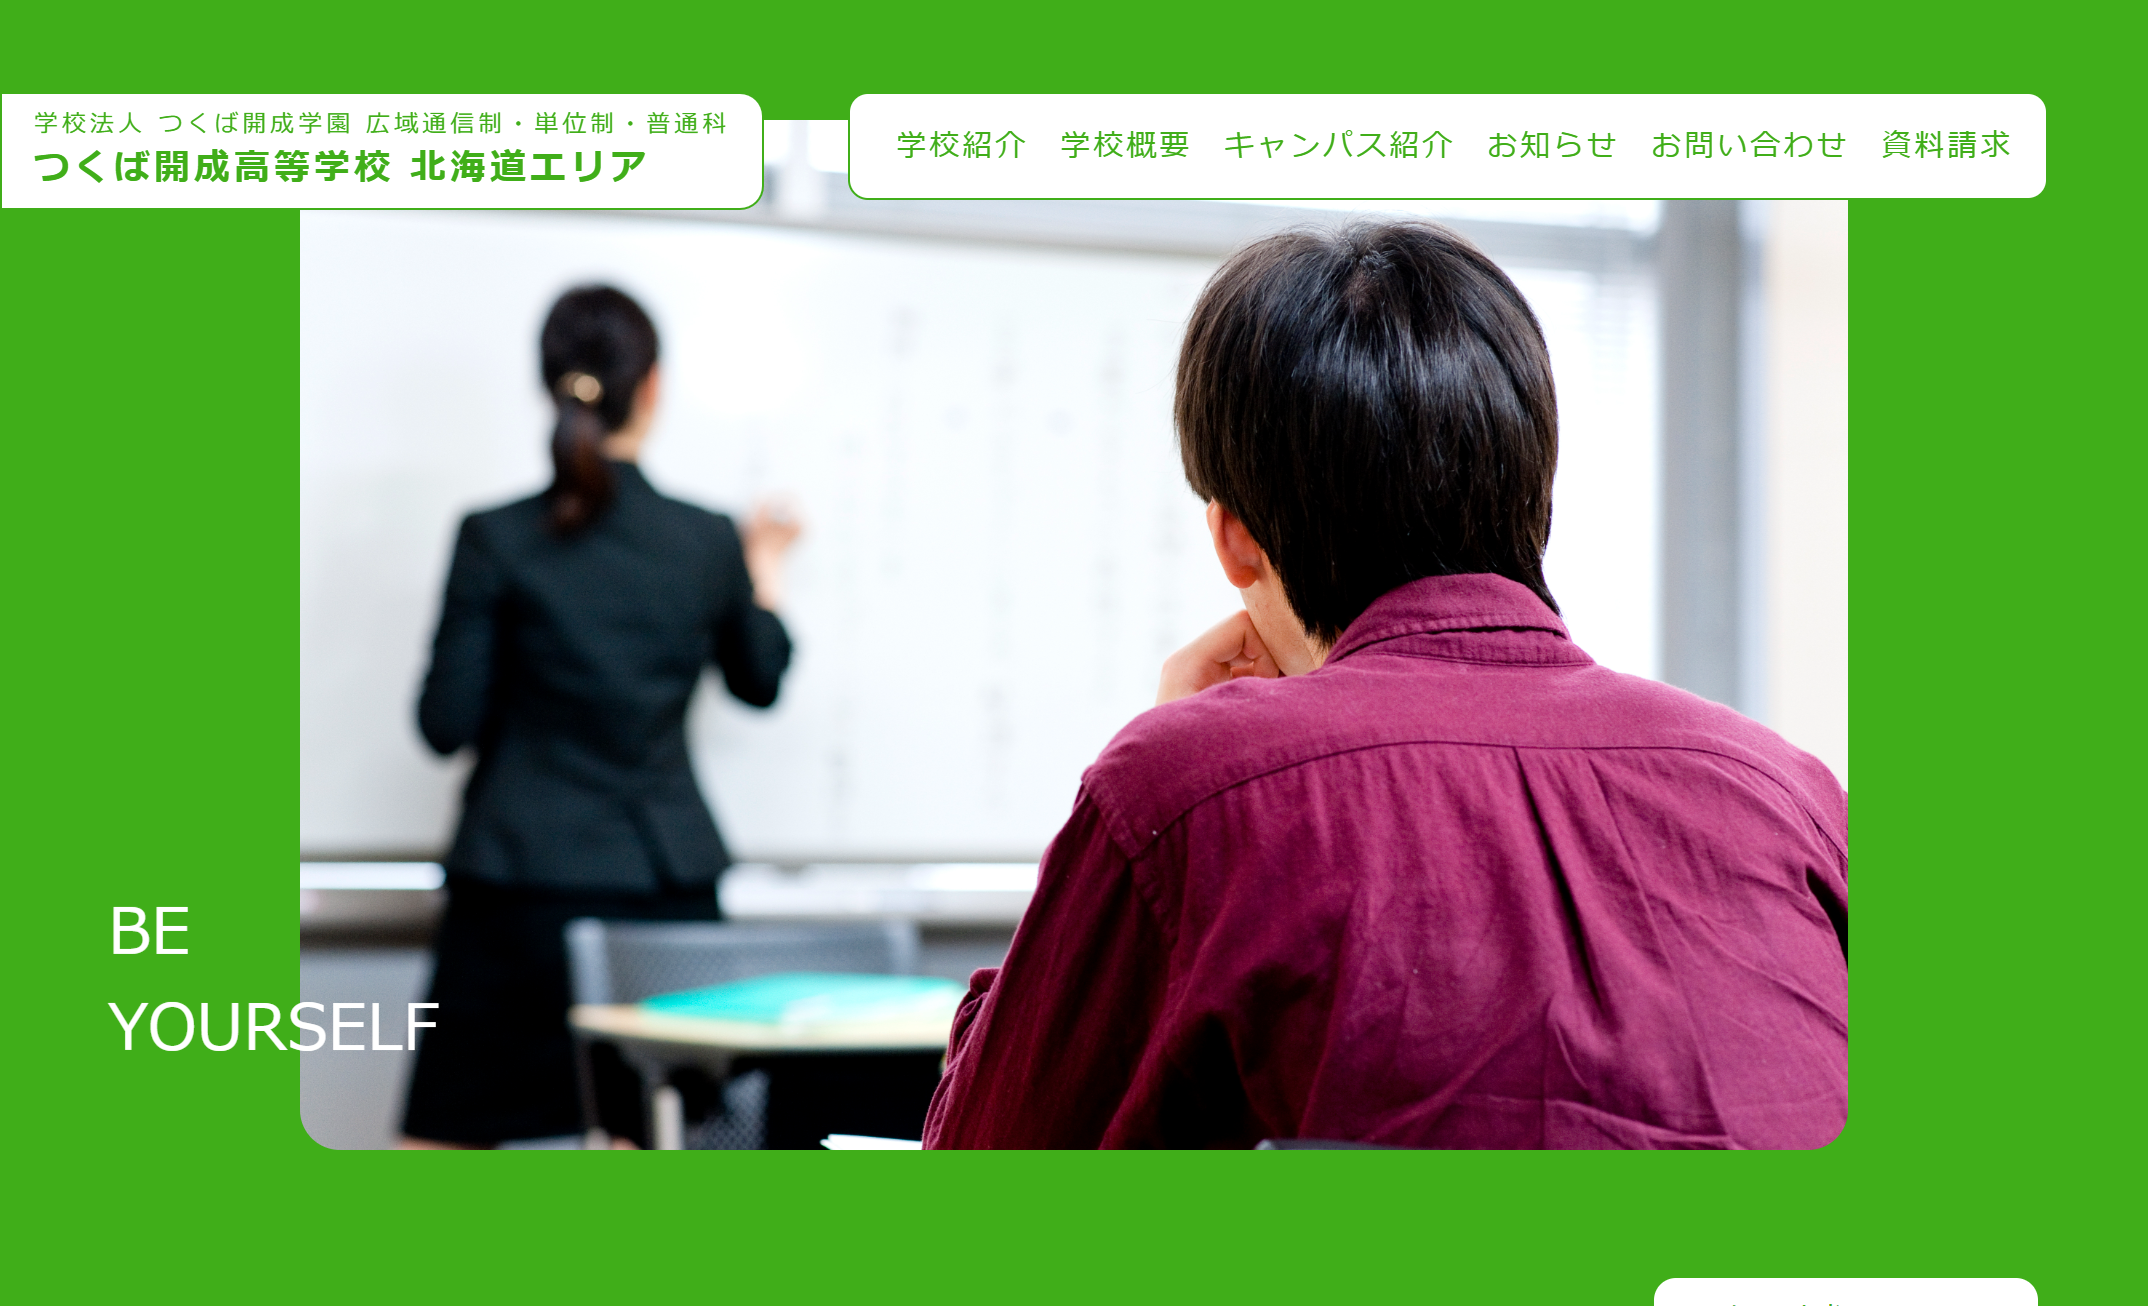 学校法人 つくば開成学園 広域通信制・単位制・普通科
つくば開成高等学校 北海道エリア
学校紹介 学校概要 キャンパス紹介 お知らせ お問い合わせ 資料請求
BE
YOURSELF